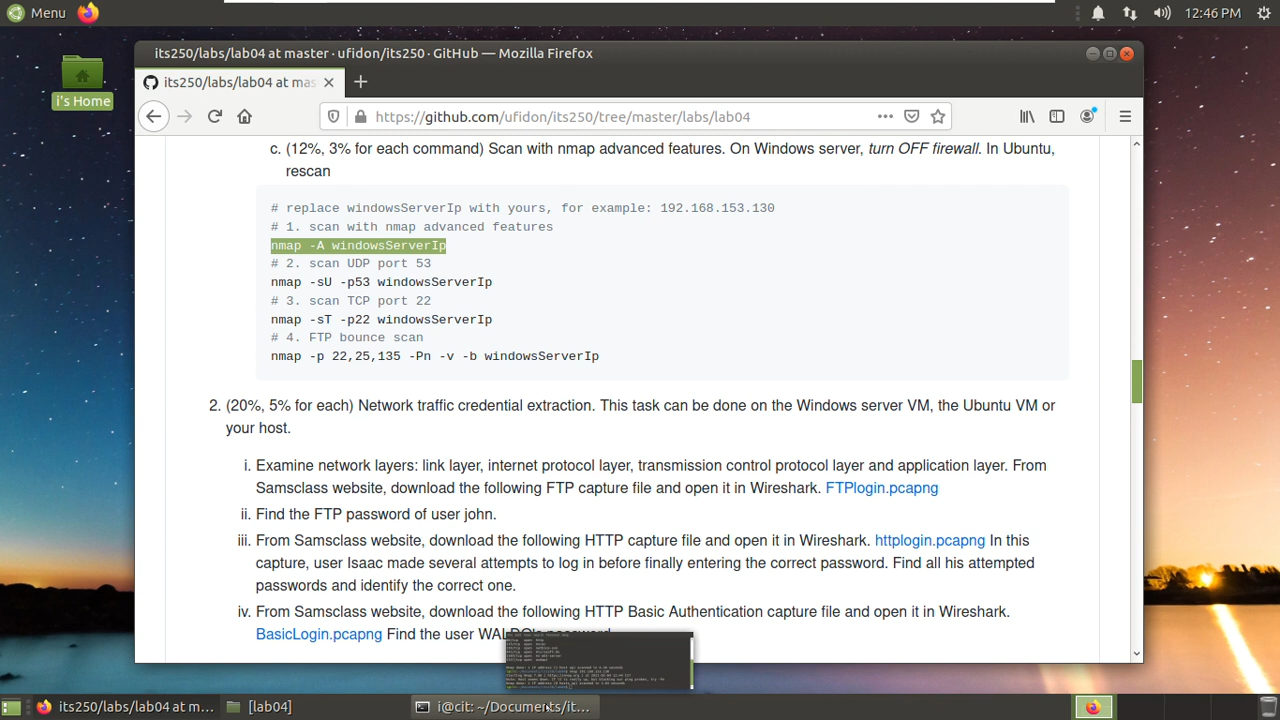 Menu
12:46 PM
i's Home
its250/labs/lab04 at master · ufidon/its250 · GitHub — Mozilla Firefox
its250/labs/lab04 at mas
https://github.com/ufidon/its250/tree/master/labs/lab04
c. (12%, 3% for each command) Scan with nmap advanced features. On Windows server, turn OFF firewall. In Ubuntu,
rescan
# replace windowsServerIp with yours, for example: 192.168.153.130
# 1. scan with nmap advanced features
nmap -A windowsServerIp
# 2. scan UDP port 53
nmap -sU -p53 windowsServerIp
# 3. scan TCP port 22
nmap -sT -p22 windowsServerIp
# 4. FTP bounce scan
nmap -p 22,25,135 -Pn -v -b windowsServerIp
2. (20%, 5% for each) Network traffic credential extraction. This task can be done on the Windows server VM, the Ubuntu VM or
your host.
i. Examine network layers: link layer, internet protocol layer, transmission control protocol layer and application layer. From
Samsclass website, download the following FTP capture file and open it in Wireshark. FTPlogin.pcapng
ii. Find the FTP password of user john.
iii. From Samsclass website, download the following HTTP capture file and open it in Wireshark. httplogin.pcapng In this
capture, user Isaac made several attempts to log in before finally entering the correct password. Find all his attempted
passwords and identify the correct one.
iv. From Samsclass website, download the following HTTP Basic Authentication capture file and open it in Wireshark.
BasicLogin.pcapng Find the user WALDO's password.
its250/labs/lab04 at m...
[lab04]
i@cit: ~/Documents/it...